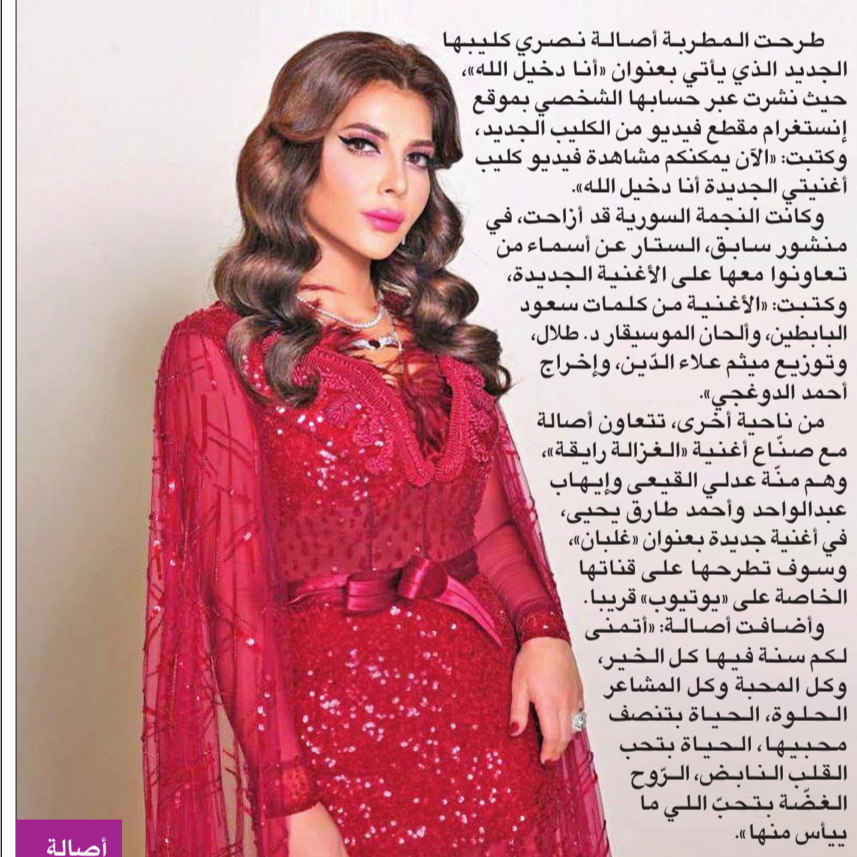 طرحت المطربة أصالة نصري كليبها
الجديد الذي يأتي بعنوان «أنا دخيل الله»،
حيث نشرت عبر حسابها الشخصي بموقع
إنستغرام مقطع فيديو من الكليب الجديد،
وكتبت: «الآن يمكنكم مشاهدة فيديو كليب
أغنيتي الجديدة أنا دخيل الله».
وكانت النجمة السورية قد أزاحت، في
منشور سابق، الستار عن أسماء من
تعاونوا معها على الأغنية الجديدة،
وكتبت: «الأغنية من كلمات سعود
البابطين، وألحان الموسيقار د. طلال،
وتوزيع ميثم علاء الدّين، وإخراج
أحمد الدوغجي».
من ناحية أخرى، تتعاون أصالة
مع صنّاع أغنية «الغزالة رايقة»،
وهم منّة عدلي القيعى وإيهاب
عبدالواحد وأحمد طارق يحيى،
في أغنية جديدة بعنوان «غلبان»،
وسوف تطرحها على قناتها
الخاصة على «يوتيوب» قريبا.
وأضافت أصالة: «أتمنى
لكم سنة فيها كل الخير،
وكل المحبة وكل المشاعر
الحلوة، الحياة بتنصف
محبيها، الحياة بتحب
القلب النابض، الرّوح
الغضّة بتحبّ اللي ما
ييأس منها».
أصالة